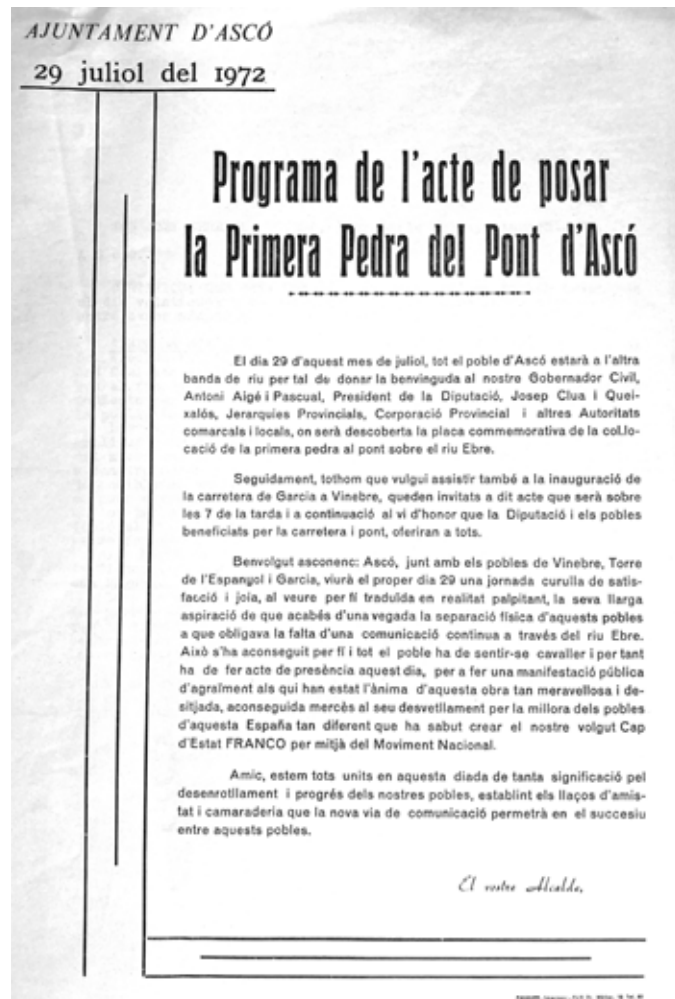 AJUNTAMENT D'ASCÓ
29 juliol del 1972
Programa de l'acte de posar
la Primera Pedra del Pont d'Ascó
El dia 29 d'aquest mes de juliol, tot el poble d'Ascó estarà a l'altra
banda de riu per tal de donar la benvinguda al nostre Gobernador Civil,
Antoni Aigé i Pascual, President de la Diputació, Josep Clua i Quei-
xalós, Jerarquies Provincials, Corporació Provincial i altres Autoritats
comarcals i locals, on serà descoberta la placa commemorativa de la col.lo-
cació de la primera pedra al pont sobre el riu Ebre.
Seguidament, tothom que vulgui assistir també a la inauguració de
la carretera de Garcia a Vinebre, queden invitats a dit acte que serà sobre
les 7 de la tarda i a continuació al vi d'honor que la Diputació i els pobles
beneficiats per la carretera i pont, oferiran a tots.
Benvolgut asconenc: Ascó, junt amb els pobles de Vinebre, Torre
de l'Espanyol i Garcia, viurà el proper dia 29 una jornada curulla de satis-
facció i joia, al veure per fí traduïda en realitat palpitant, la seva llarga
aspiració de que acabés d'una vegada la separació física d'aquests pobles
a que obligava la falta d'una comunicació continua a través del riu Ebre.
Això s'ha aconseguit per fí i tot el poble ha de sentir-se cavaller i per tant
ha de fer acte de presència aquest dia, per a fer una manifestació pública
d'agraïment als qui han estat l'ànima d'aquesta obra tan meravellosa i de-
sitjada, aconseguida mercès al seu desvetllament per la millora dels pobles
d'aquesta España tan diferent que ha sabut crear el nostre volgut Cap
d'Estat FRANCO per mitjà del Moviment Nacional.
Amic, estem tots units en aquesta diada de tanta significació pel
desenrotllament i progrés dels nostres pobles, establint els llaços d'amis-
tat i camaraderia que la nova via de comunicació permetrà en el succesiu
entre aquests pobles.
El vostre Alcalde,